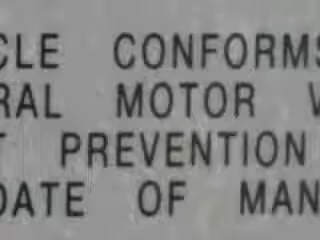 CLE CONFORMS
RAL MOTOR V
T PREVENTION
DATE OF MAN